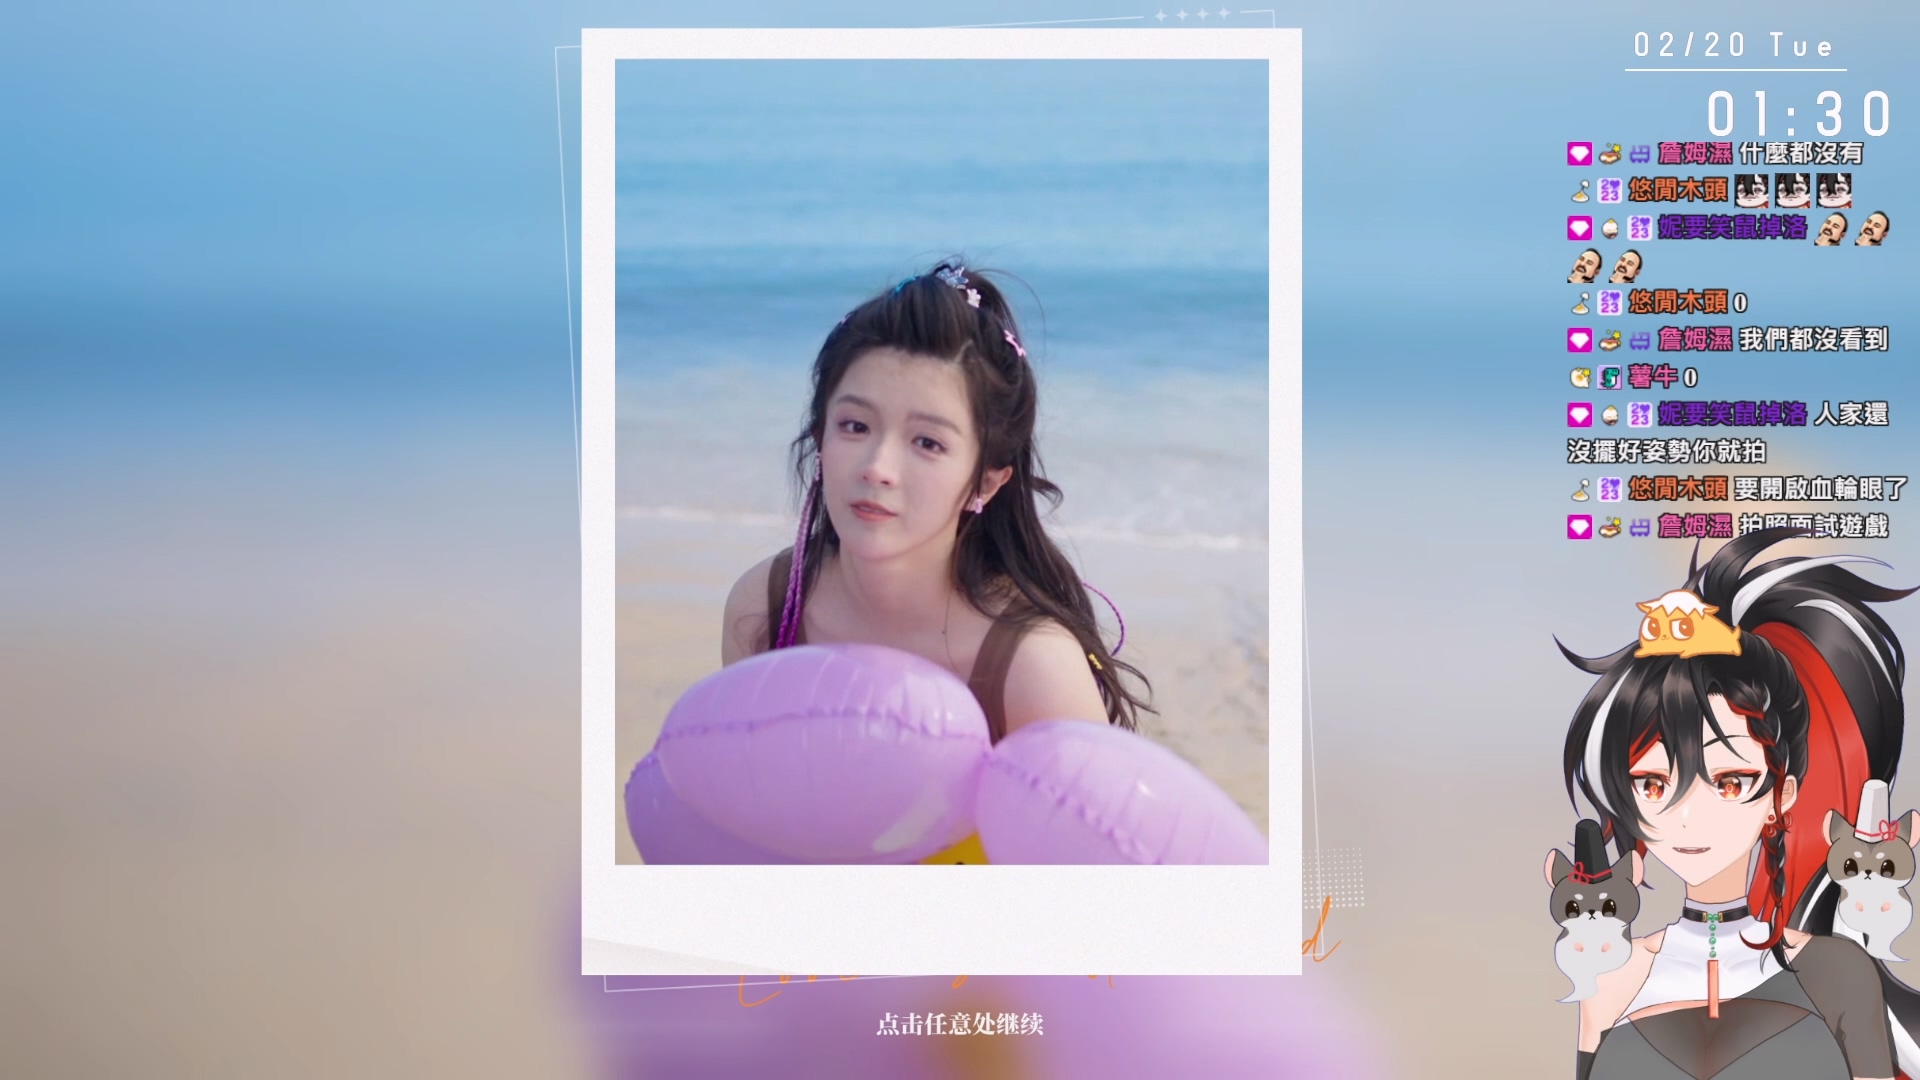 02/20 Tue
01:30
詹姆濕 什麼都沒有
悠閒木頭
妮要笑鼠掉洛
悠閒木頭 0
詹姆濕 我們都沒看到
薯牛 0
妮要笑鼠掉洛 人家還
沒擺好姿勢你就拍
悠閒木頭 要開啟血輪眼了
詹姆濕 拍照面試遊戲
点击任意处继续